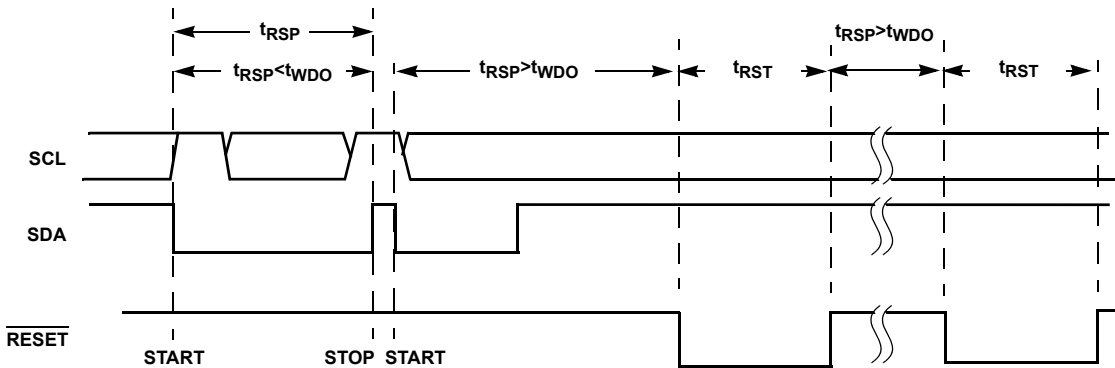 tRSP
tRSP<tWDO
tRSP>tWDO
tRST
tRSP>tWDO
tRST
SCL
SDA
RESET
START
STOP
START